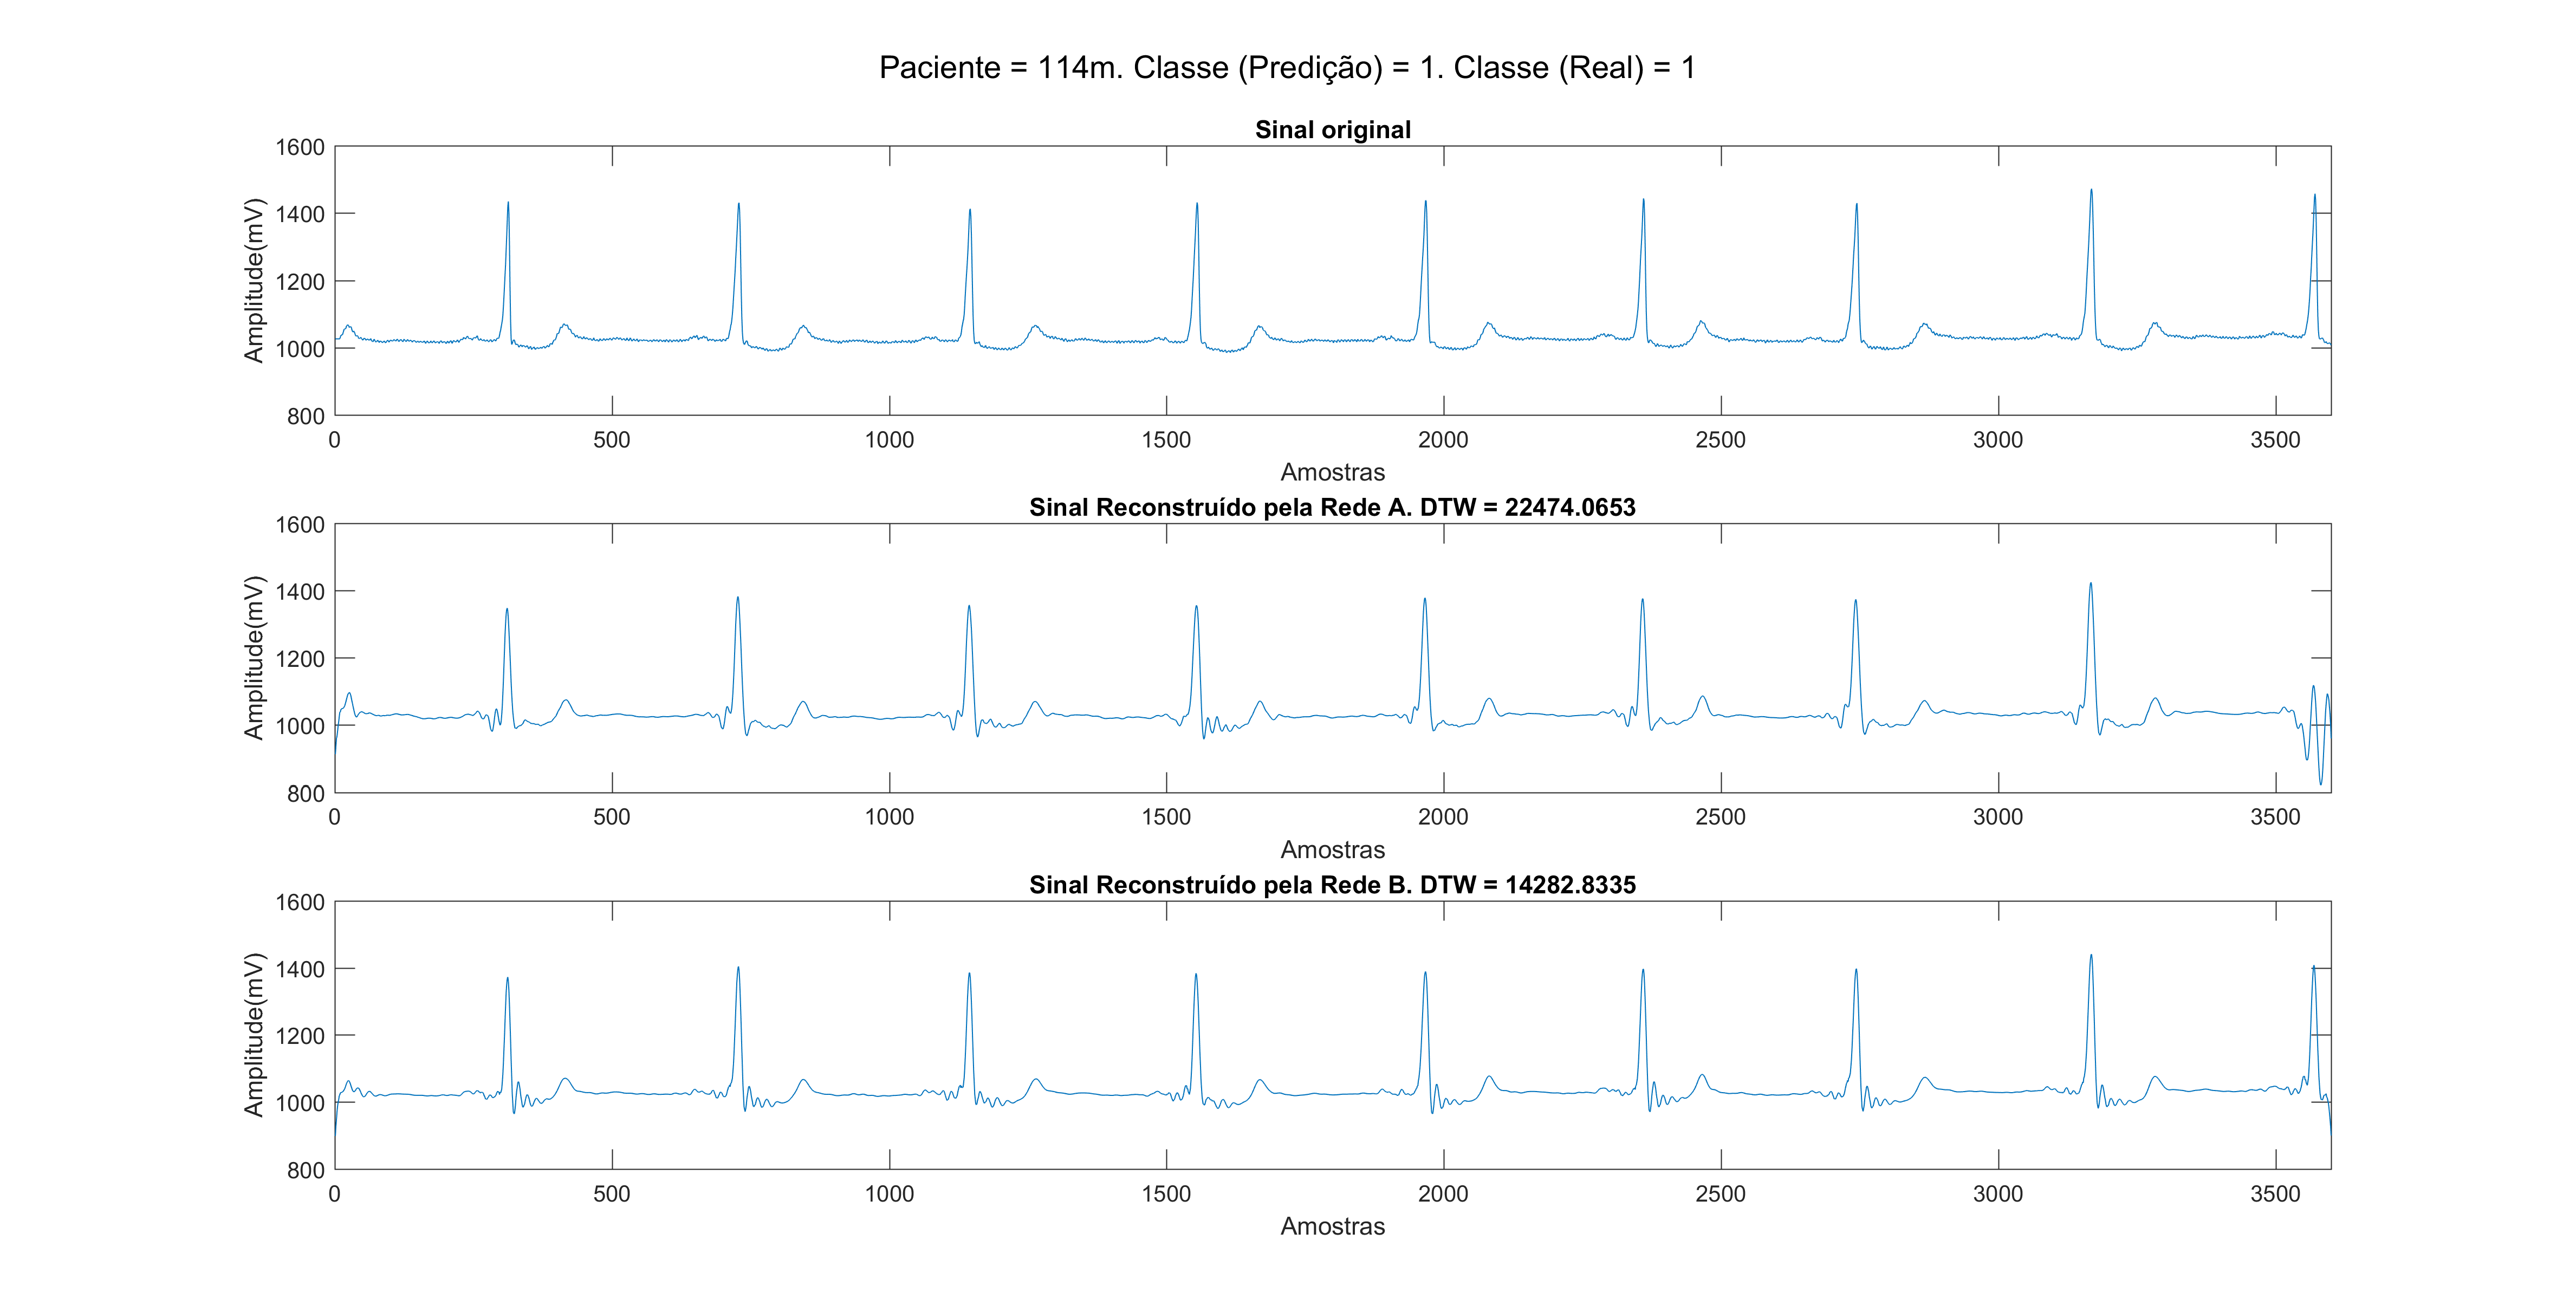 Paciente = 114m. Classe (Predição) = 1. Classe (Real) = 1
Sinal original
1600
1400
1200
1000
800
Amplitude(mV)
0 500 1000 1500 2000 2500 3000 3500
Amostras
Sinal Reconstruído pela Rede A. DTW = 22474.0653
1600
1400
1200
1000
800
Amplitude(mV)
0 500 1000 1500 2000 2500 3000 3500
Amostras
Sinal Reconstruído pela Rede B. DTW = 14282.8335
1600
1400
1200
1000
800
Amplitude(mV)
0 500 1000 1500 2000 2500 3000 3500
Amostras